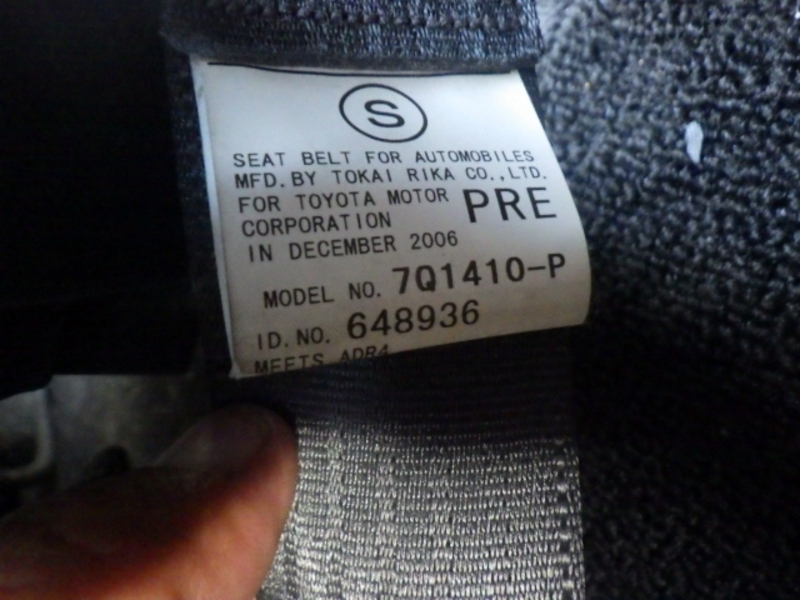 S
SEAT BELT FOR AUTOMOBILES
MFD. BY TOKAI RIKA CO., LTD.
FOR TOYOTA MOTOR
CORPORATION PRE
IN DECEMBER 2006
MODEL NO. 7Q1410-P
ID. NO. 648936
MEETS ADR4